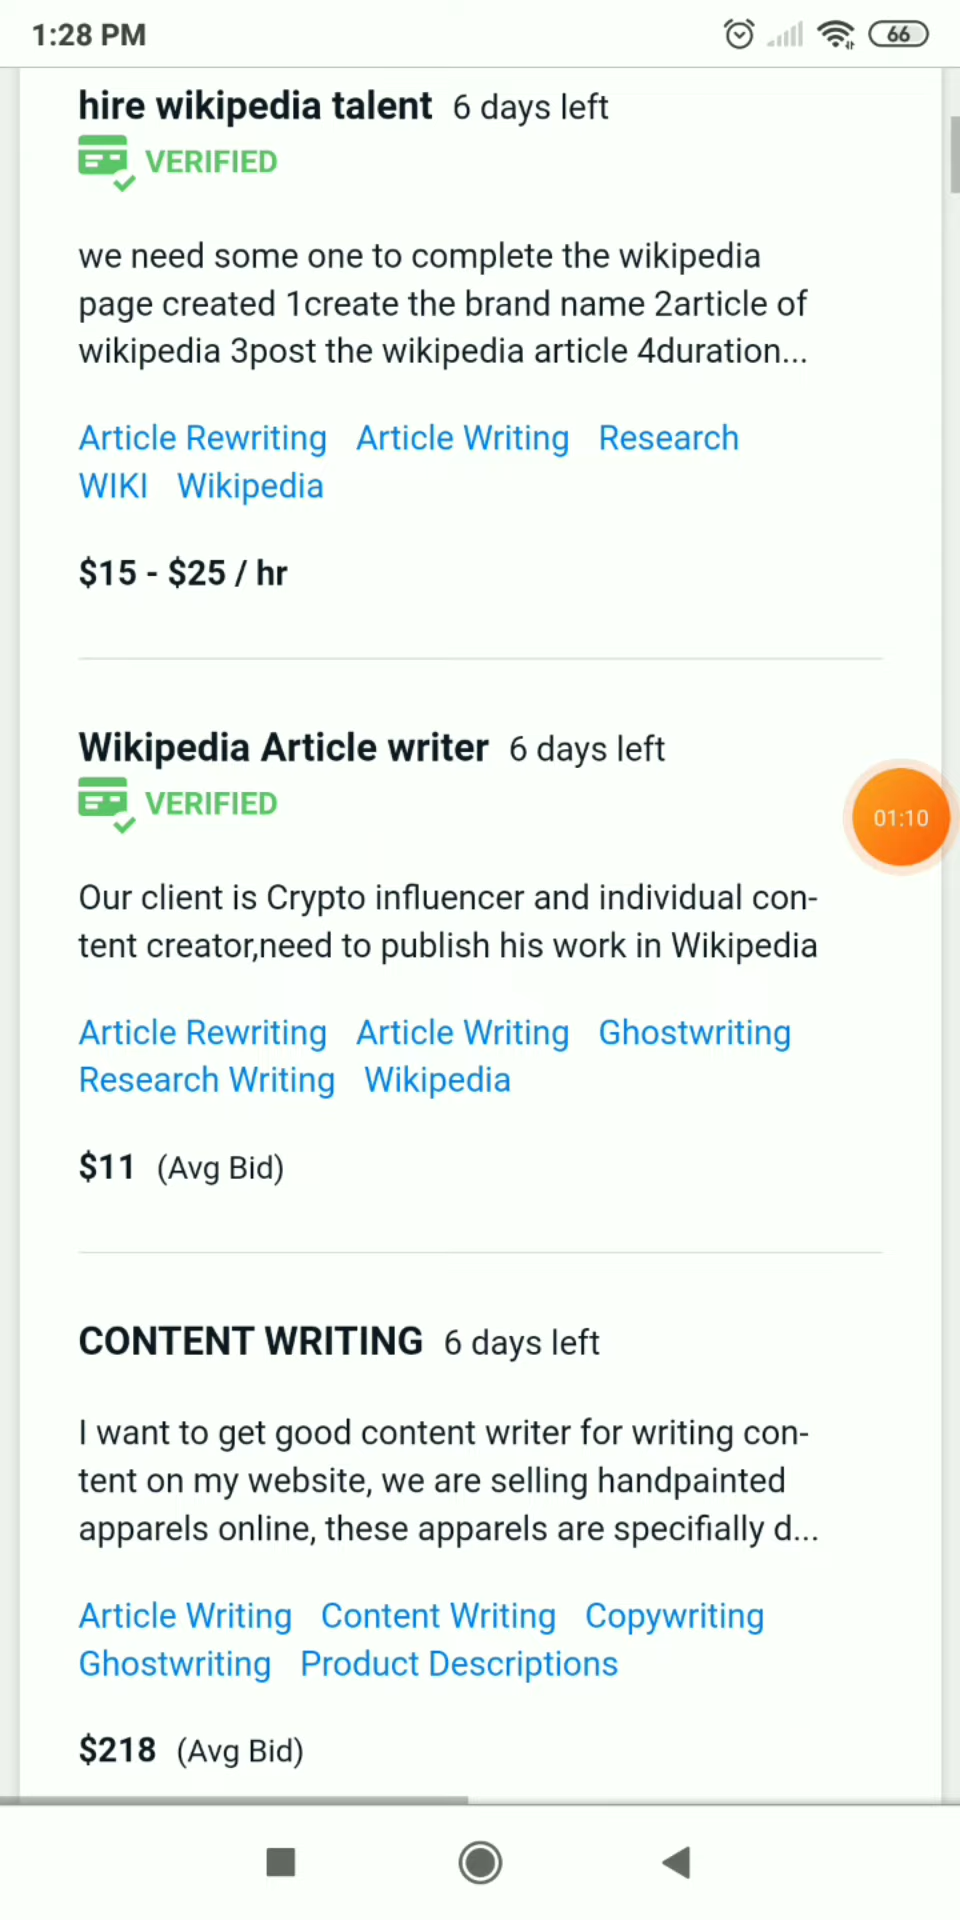 1:28 PM
66
hire wikipedia talent 6 days left
VERIFIED
we need some one to complete the wikipedia
page created 1create the brand name 2article of
wikipedia 3post the wikipedia article 4duration...
Article Rewriting Article Writing Research
WIKI Wikipedia
$15 - $25 / hr
Wikipedia Article writer 6 days left
VERIFIED
01:10
Our client is Crypto influencer and individual con-
tent creator,need to publish his work in Wikipedia
Article Rewriting Article Writing Ghostwriting
Research Writing Wikipedia
$11 (Avg Bid)
CONTENT WRITING 6 days left
I want to get good content writer for writing con-
tent on my website, we are selling handpainted
apparels online, these apparels are specifially d...
Article Writing Content Writing Copywriting
Ghostwriting Product Descriptions
$218 (Avg Bid)